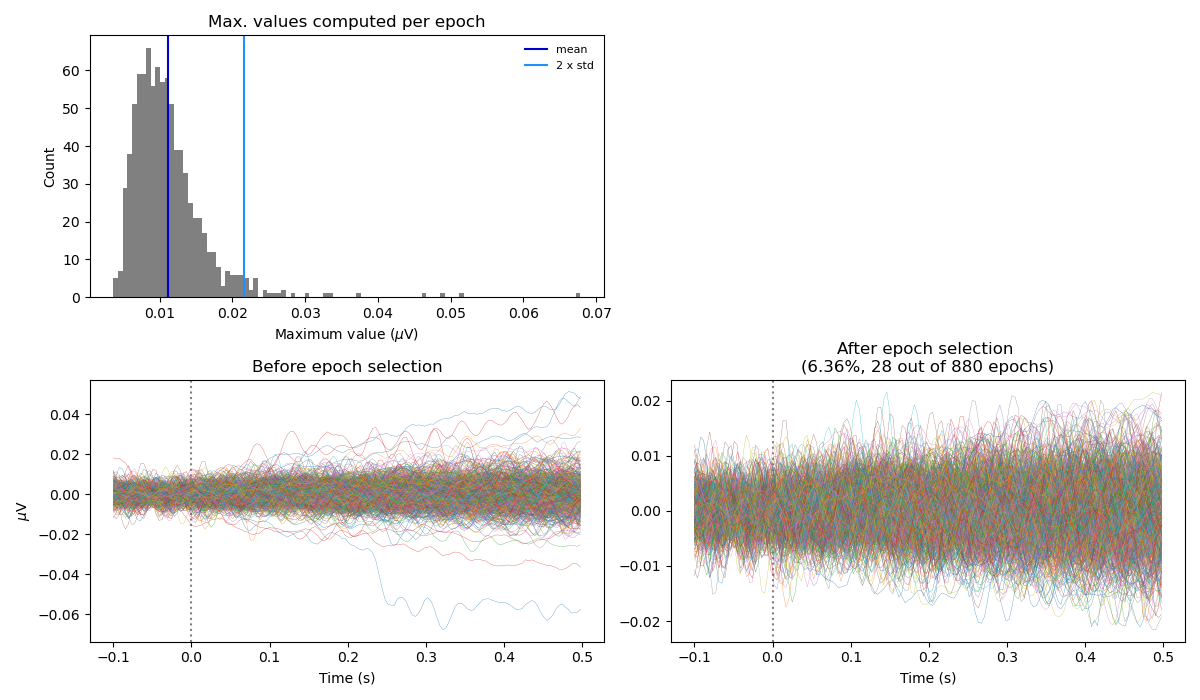 Max. values computed per epoch
mean
2 x std
60
50
40
30
20
10
0
Count
0.01 0.02 0.03 0.04 0.05 0.06 0.07
Maximum value (μV)
Before epoch selection
0.04
0.02
0.00
−0.02
−0.04
−0.06
μV
−0.1 0.0 0.1 0.2 0.3 0.4 0.5
Time (s)
After epoch selection
(6.36%, 28 out of 880 epochs)
0.02
0.01
0.00
−0.01
−0.02
−0.1 0.0 0.1 0.2 0.3 0.4 0.5
Time (s)